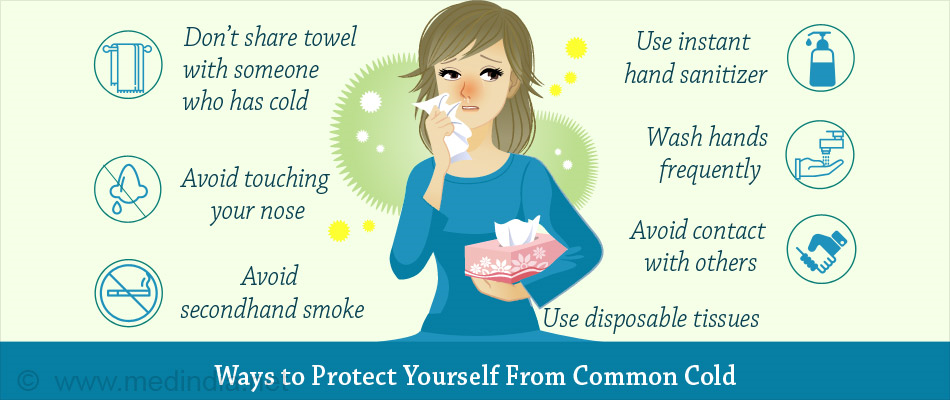 Don't share towel
with someone
who has cold
Avoid touching
your nose
Avoid
secondhand smoke
Use instant
hand sanitizer
Wash hands
frequently
Avoid contact
with others
Use disposable tissues
Ways to Protect Yourself From Common Cold
© www.medindia.net